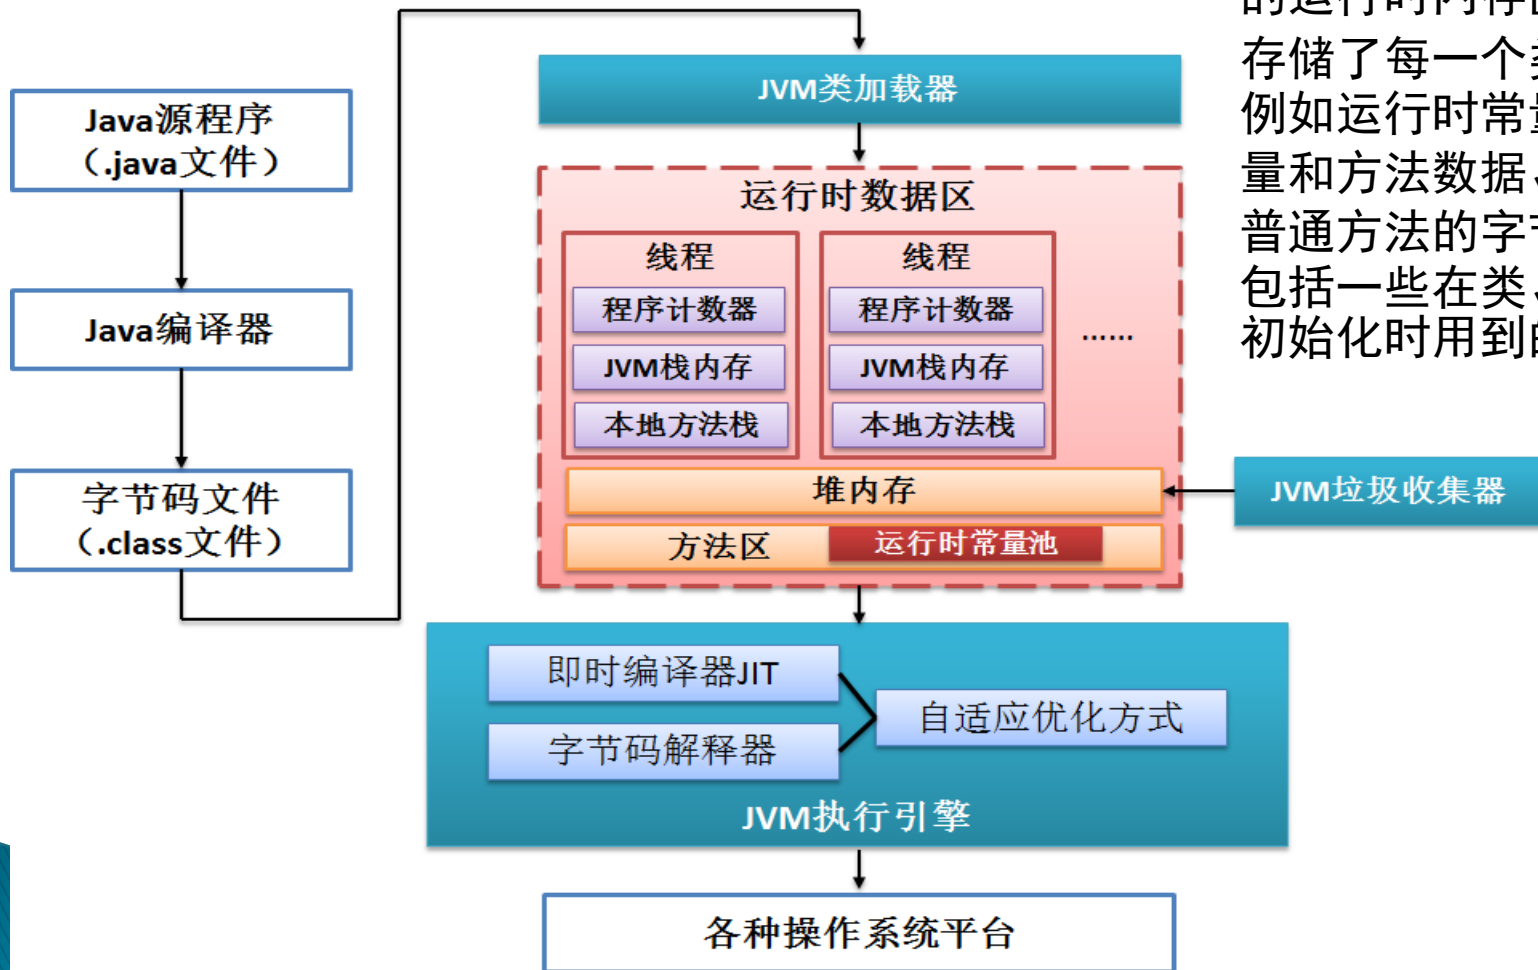 Java源程序
（.java文件）
Java编译器
字节码文件
（.class文件）
JVM类加载器
运行时数据区
线程
程序计数器
JVM栈内存
本地方法栈
线程
程序计数器
JVM栈内存
本地方法栈
......
堆内存
方法区
运行时常量池
JVM垃圾收集器
即时编译器JIT
字节码解释器
自适应优化方式
JVM执行引擎
各种操作系统平台
的运行时内存
存储了每一个
例如运行时常
量和方法数据、
普通方法的字
包括一些在类、
初始化时用到